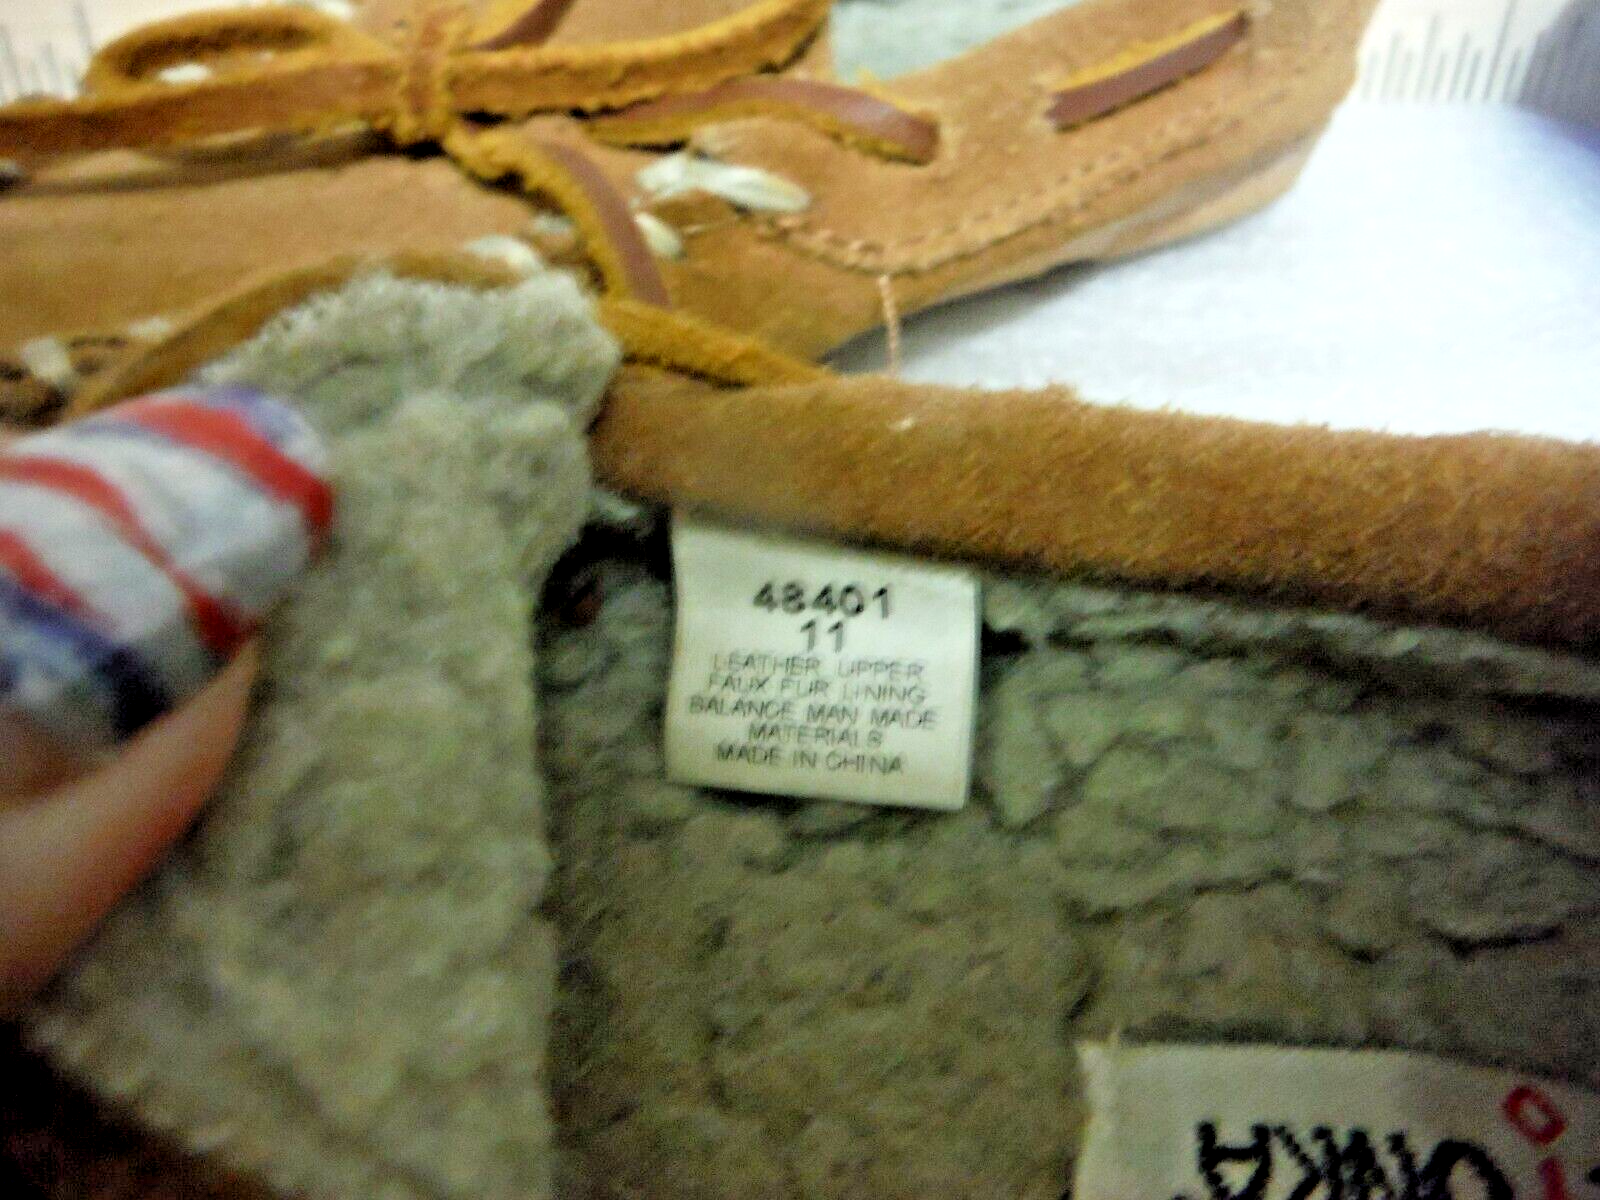 48401
11
LEATHER UPPER
FAUX FUR LINING
BALANCE MAN MADE
MATERIALS
MADE IN CHINA